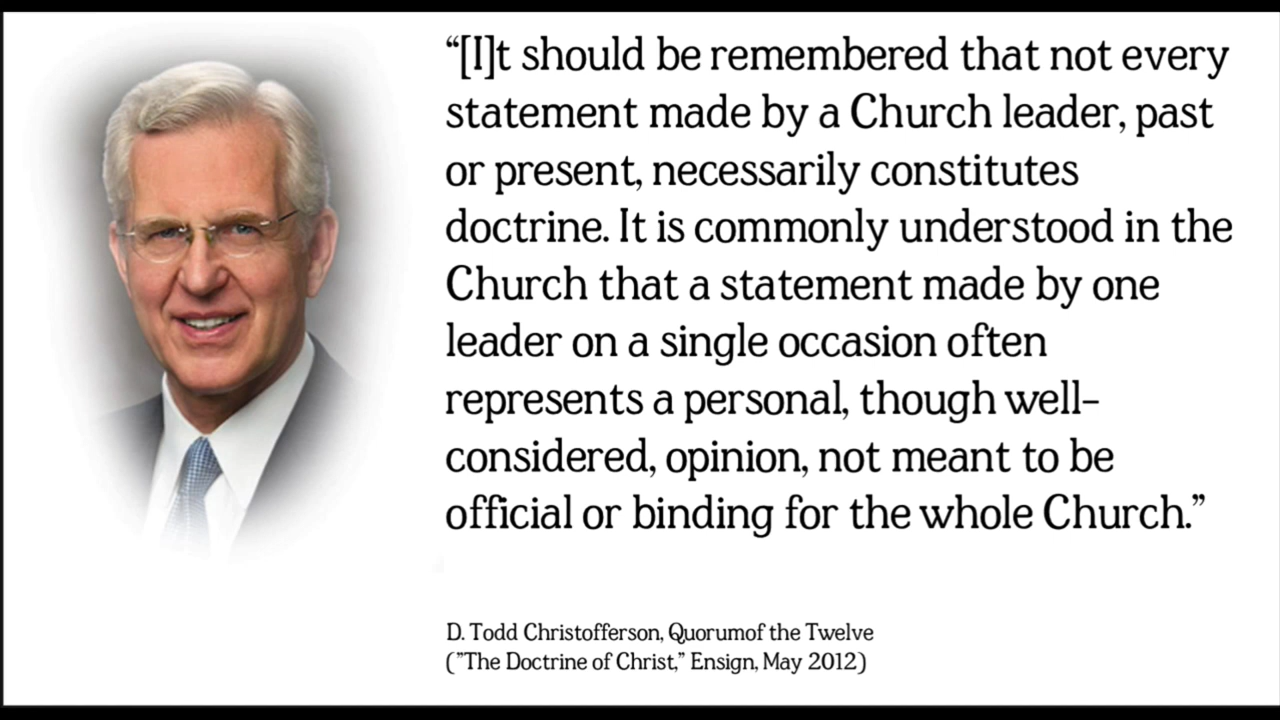 “[I]t should be remembered that not every
statement made by a Church leader, past
or present, necessarily constitutes
doctrine. It is commonly understood in the
Church that a statement made by one
leader on a single occasion often
represents a personal, though well-
considered, opinion, not meant to be
official or binding for the whole Church.”
D. Todd Christofferson, Quorumof the Twelve
("The Doctrine of Christ,” Ensign, May 2012)